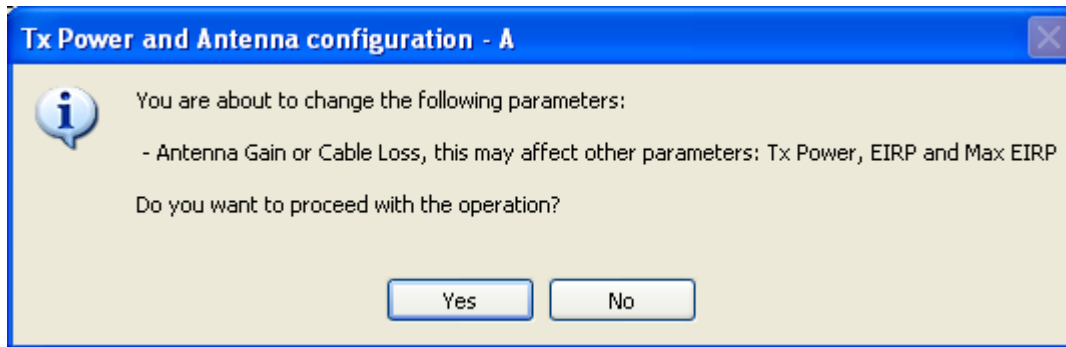 Tx Power and Antenna configuration - A
You are about to change the following parameters:
- Antenna Gain or Cable Loss, this may affect other parameters: Tx Power, EIRP and Max EIRP
Do you want to proceed with the operation?
Yes
No